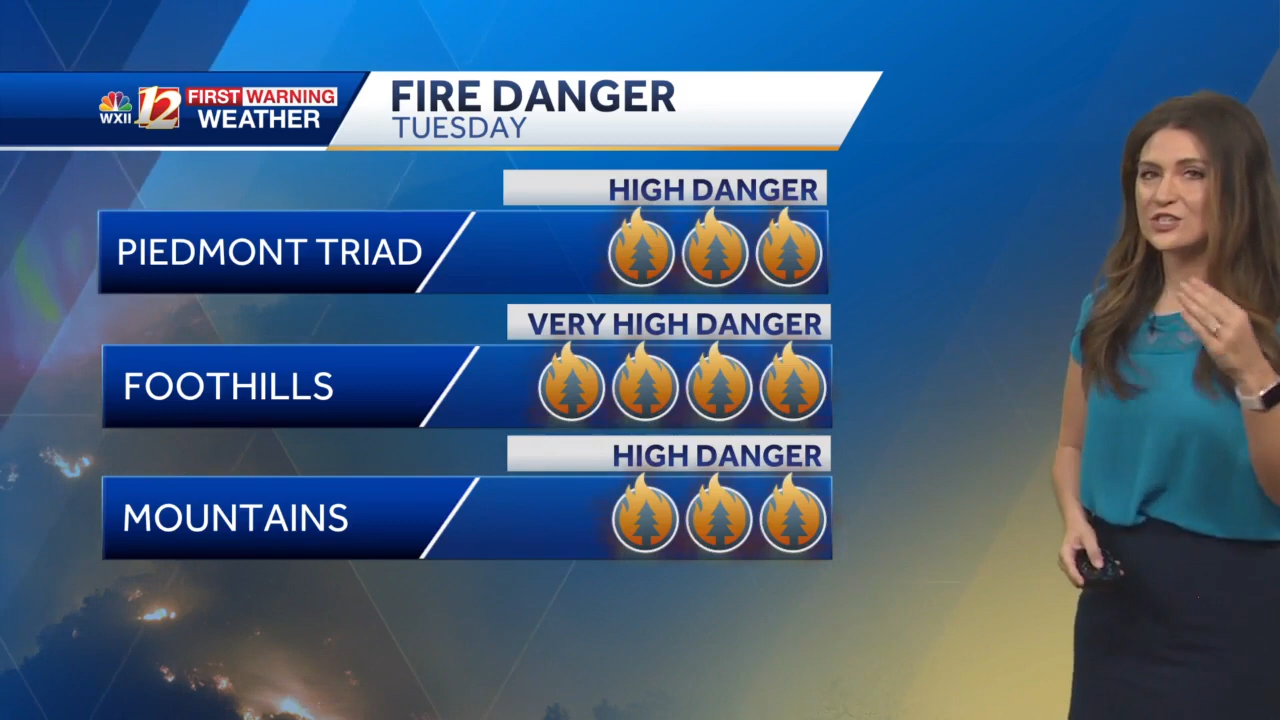 WXII 12 FIRST WARNING
WEATHER
FIRE DANGER
TUESDAY
HIGH DANGER
PIEDMONT TRIAD
VERY HIGH DANGER
FOOTHILLS
HIGH DANGER
MOUNTAINS